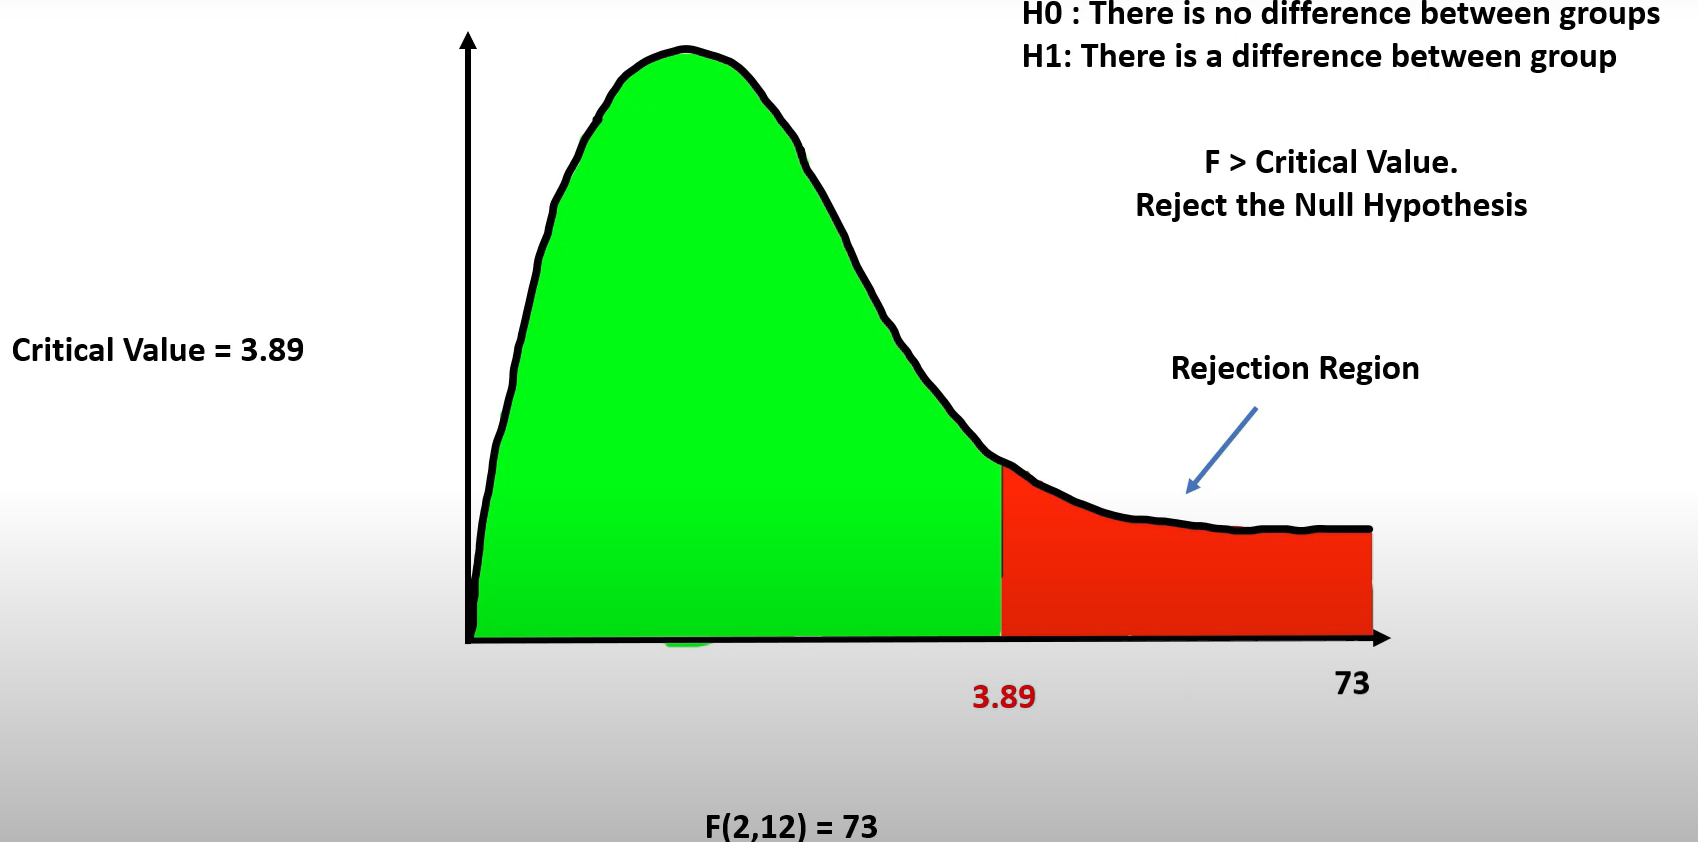 H0 : There is no difference between groups
H1: There is a difference between group
F > Critical Value.
Reject the Null Hypothesis
Critical Value = 3.89
Rejection Region
3.89
73
F(2,12) = 73